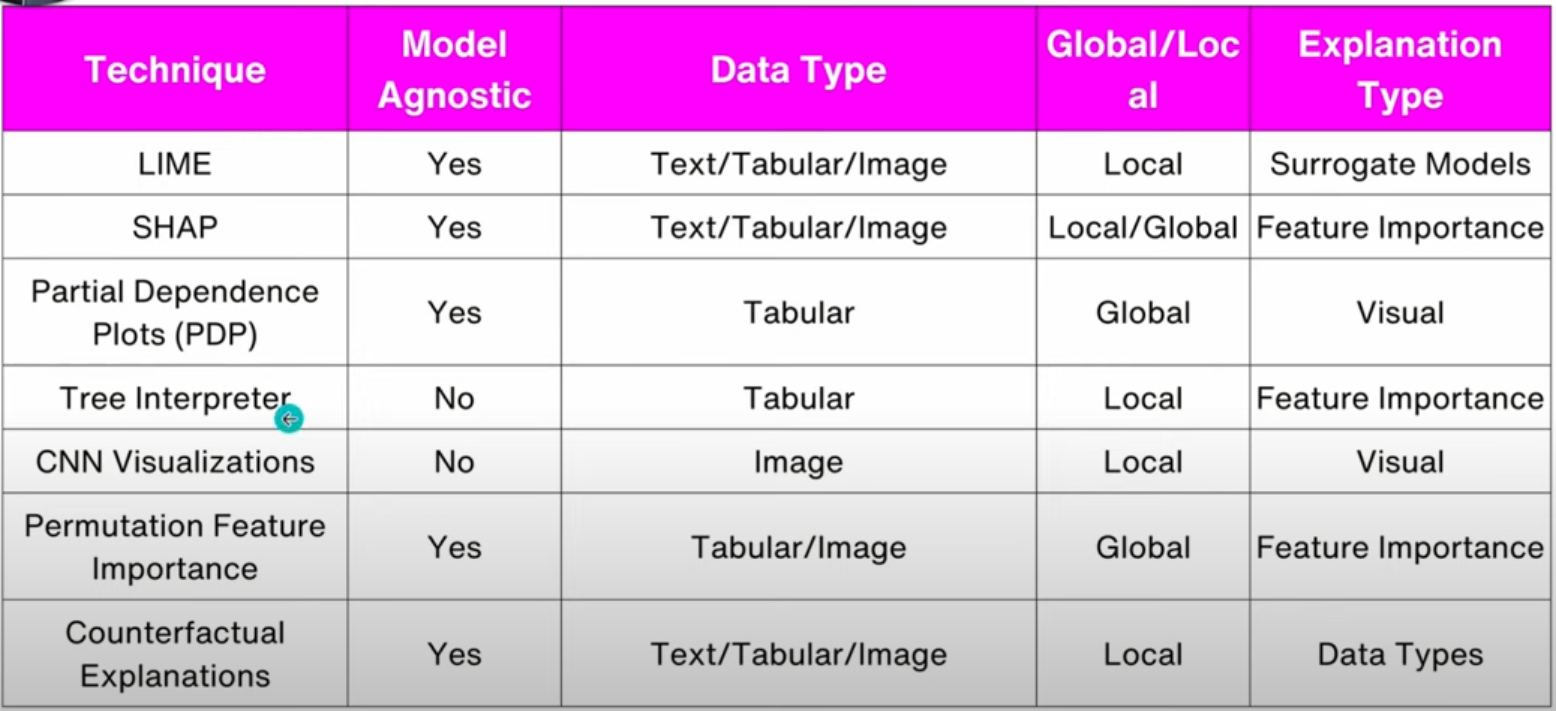 Technique Model Agnostic Data Type Global/Loc al Explanation Type
LIME Yes Text/Tabular/Image Local Surrogate Models
SHAP Yes Text/Tabular/Image Local/Global Feature Importance
Partial Dependence Plots (PDP) Yes Tabular Global Visual
Tree Interpreter No Tabular Local Feature Importance
CNN Visualizations No Image Local Visual
Permutation Feature Importance Yes Tabular/Image Global Feature Importance
Counterfactual Explanations Yes Text/Tabular/Image Local Data Types